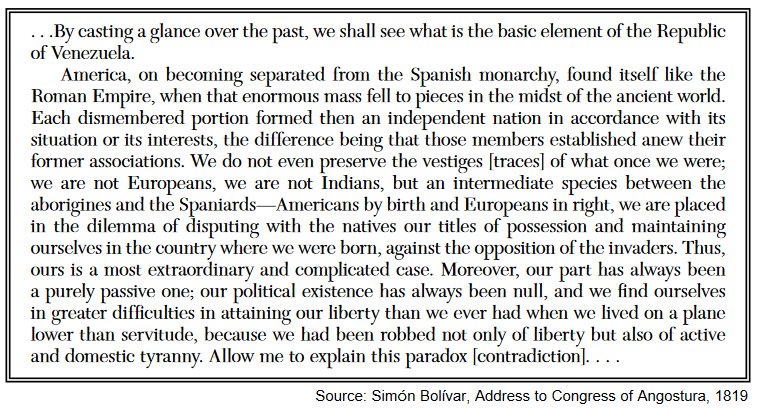 . . .By casting a glance over the past, we shall see what is the basic element of the Republic
of Venezuela.
America, on becoming separated from the Spanish monarchy, found itself like the
Roman Empire, when that enormous mass fell to pieces in the midst of the ancient world.
Each dismembered portion formed then an independent nation in accordance with its
situation or its interests, the difference being that those members established anew their
former associations. We do not even preserve the vestiges [traces] of what once we were;
we are not Europeans, we are not Indians, but an intermediate species between the
aborigines and the Spaniards—Americans by birth and Europeans in right, we are placed
in the dilemma of disputing with the natives our titles of possession and maintaining
ourselves in the country where we were born, against the opposition of the invaders. Thus,
ours is a most extraordinary and complicated case. Moreover, our part has always been
a purely passive one; our political existence has always been null, and we find ourselves
in greater difficulties in attaining our liberty than we ever had when we lived on a plane
lower than servitude, because we had been robbed not only of liberty but also of active
and domestic tyranny. Allow me to explain this paradox [contradiction]. . . .
Source: Simón Bolívar, Address to Congress of Angostura, 1819